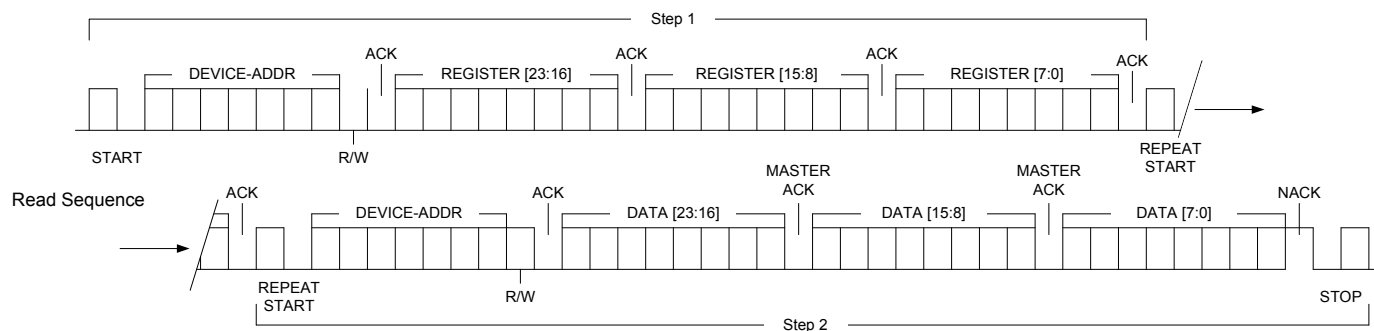 Step 1
ACK ACK ACK ACK
DEVICE-ADDR REGISTER [23:16] REGISTER [15:8] REGISTER [7:0]
START R/W REPEAT
START
Read Sequence
MASTER MASTER
ACK ACK ACK ACK NACK
DEVICE-ADDR DATA [23:16] DATA [15:8] DATA [7:0]
REPEAT
START R/W STOP
Step 2